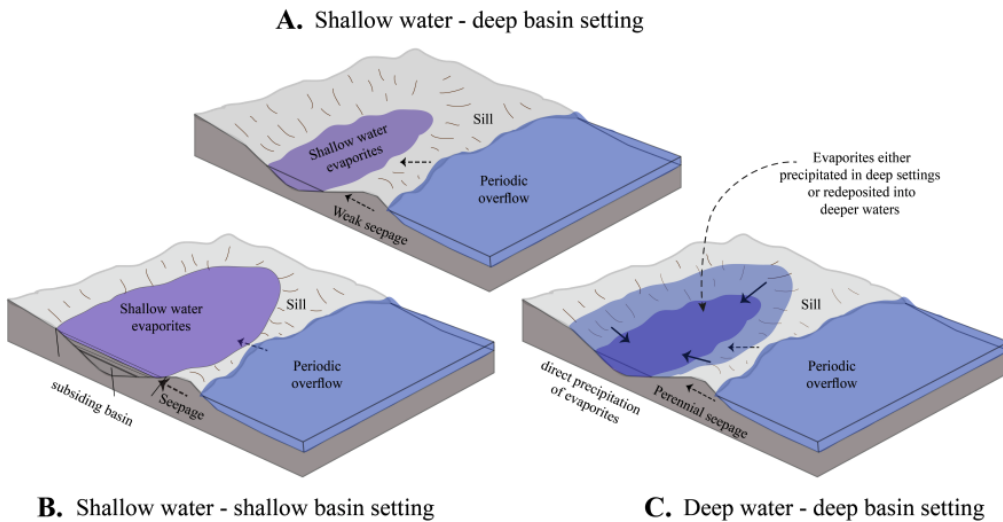 A. Shallow water - deep basin setting
Sill
Shallow water
evaporites
Periodic
overflow
Weak seepage
Evaporites either
precipitated in deep settings
or redeposited into
deeper waters
Shallow water
evaporites
Sill
Periodic
overflow
subsiding basin
Seepage
Sill
Periodic
overflow
direct precipitation
of evaporites
Perennial seepage
B. Shallow water - shallow basin setting
C. Deep water - deep basin setting